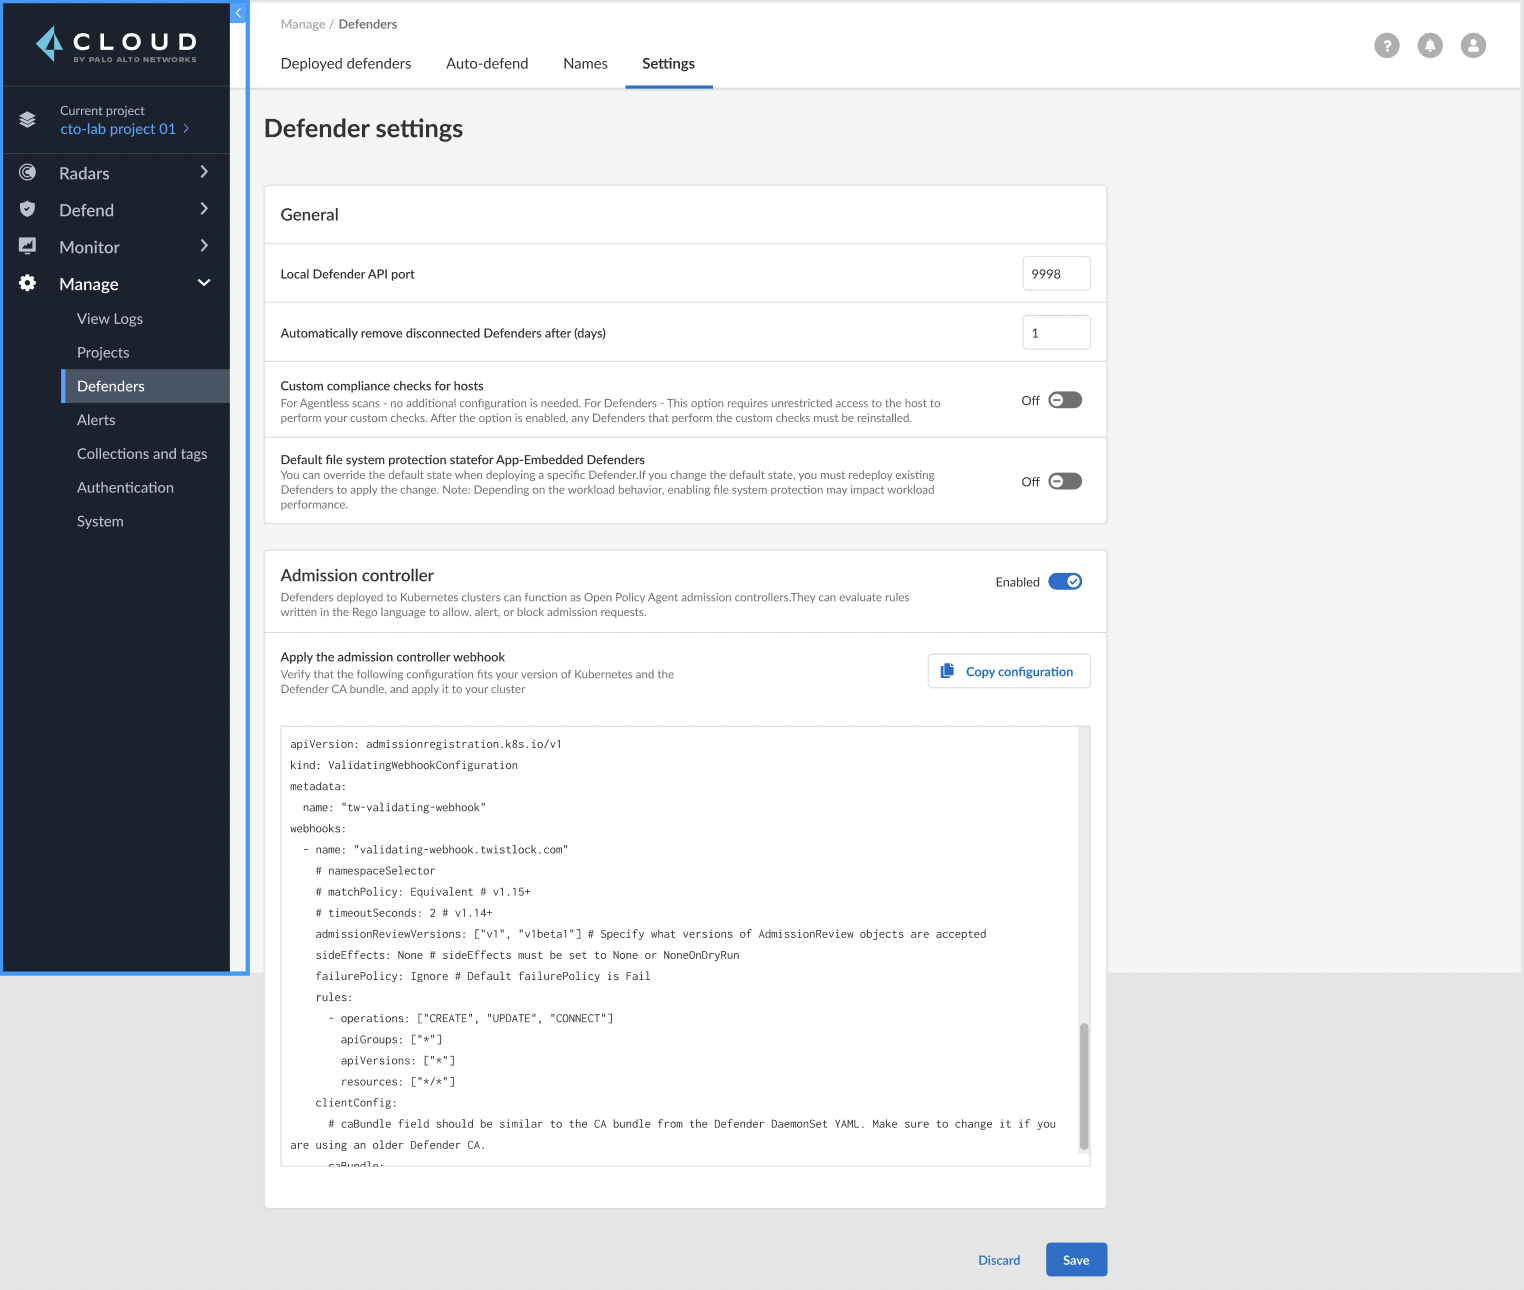 CLOUD
BY PALO ALTO NETWORKS
Current project
cto-lab project 01
Radars
Defend
Monitor
Manage
View Logs
Projects
Defenders
Alerts
Collections and tags
Authentication
System
Manage / Defenders
Deployed defenders
Auto-defend
Names
Settings
?
Defender settings
General
Local Defender API port
9998
Automatically remove disconnected Defenders after (days)
1
Custom compliance checks for hosts
For Agentless scans - no additional configuration is needed. For Defenders - This option requires unrestricted access to the host to
perform your custom checks. After the option is enabled, any Defenders that perform the custom checks must be reinstalled.
Off
Default file system protection statefor App-Embedded Defenders
You can override the default state when deploying a specific Defender.If you change the default state, you must redeploy existing
Defenders to apply the change. Note: Depending on the workload behavior, enabling file system protection may impact workload
performance.
Off
Admission controller
Defenders deployed to Kubernetes clusters can function as Open Policy Agent admission controllers.They can evaluate rules
written in the Rego language to allow, alert, or block admission requests.
Enabled
Apply the admission controller webhook
Verify that the following configuration fits your version of Kubernetes and the
Defender CA bundle, and apply it to your cluster
Copy configuration
apiVersion: admissionregistration.k8s.io/v1
kind: ValidatingWebhookConfiguration
metadata:
  name: "tw-validating-webhook"
webhooks:
  - name: "validating-webhook.twistlock.com"
    # namespaceSelector
    # matchPolicy: Equivalent # v1.15+
    # timeoutSeconds: 2 # v1.14+
    admissionReviewVersions: ["v1", "v1beta1"] # Specify what versions of AdmissionReview objects are accepted
    sideEffects: None # sideEffects must be set to None or NoneOnDryRun
    failurePolicy: Ignore # Default failurePolicy is Fail
    rules:
      - operations: ["CREATE", "UPDATE", "CONNECT"]
        apiGroups: ["*"]
        apiVersions: ["*"]
        resources: ["*/*"]
    clientConfig:
      # caBundle field should be similar to the CA bundle from the Defender DaemonSet YAML. Make sure to change it if you
are using an older Defender CA.
      caBundle:
Discard
Save